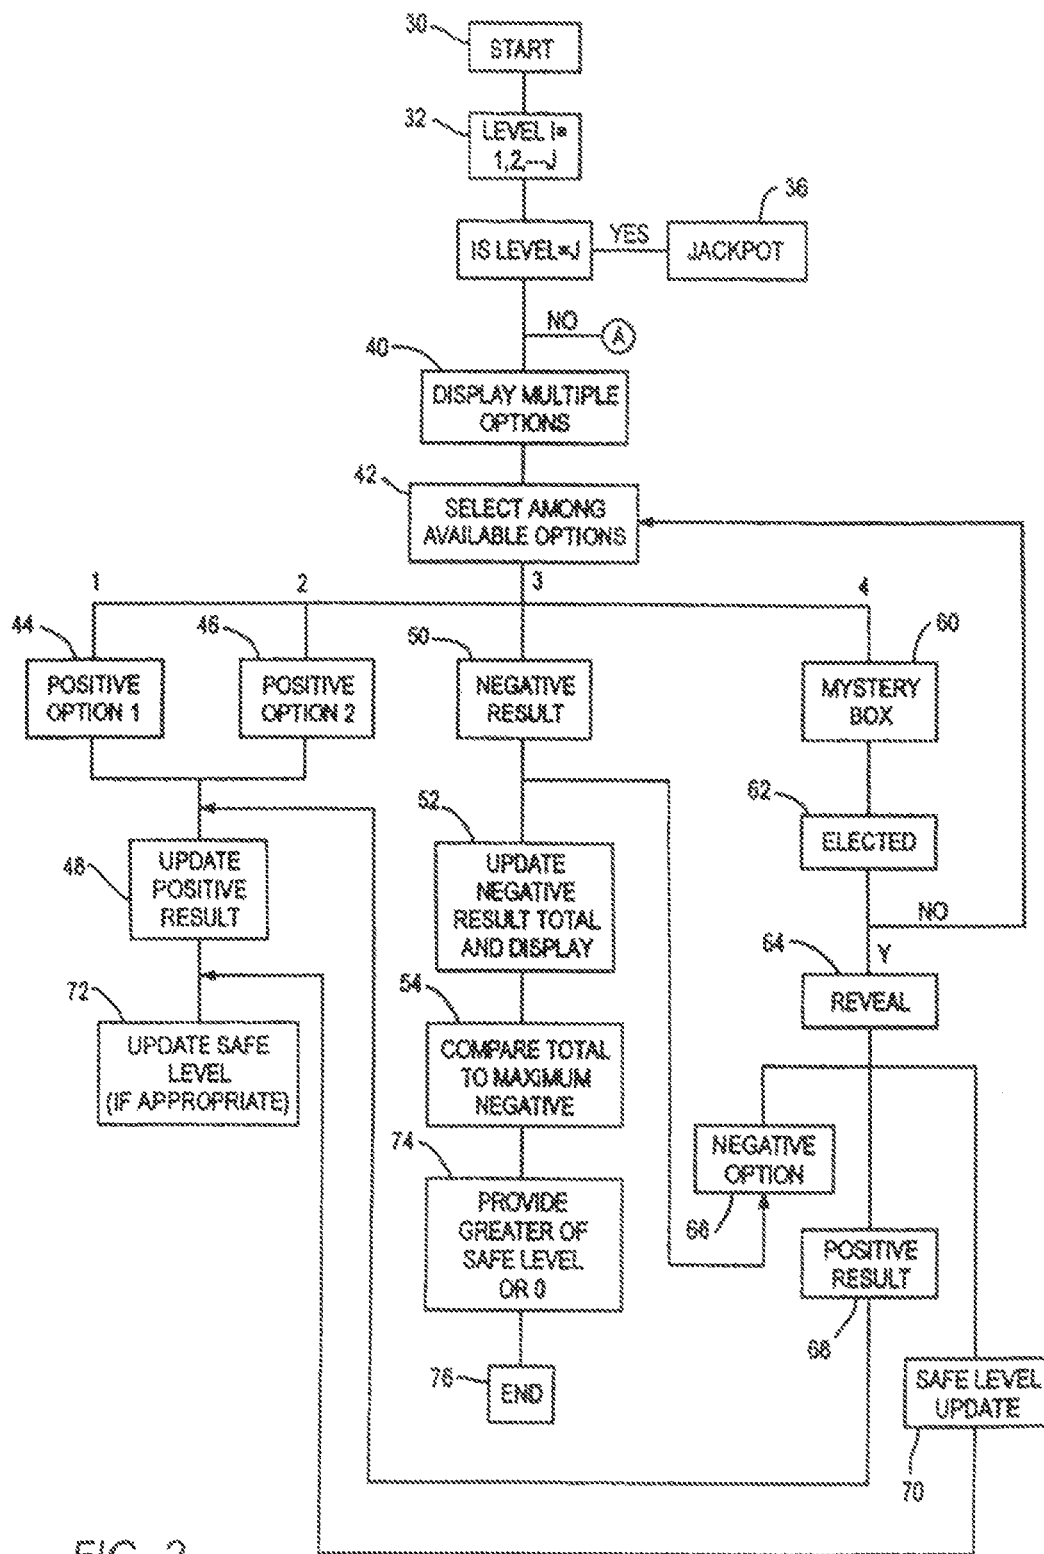 30
START
32
LEVEL I=
1,2,---J
36
IS LEVEL=J
YES
JACKPOT
NO
A
40
DISPLAY MULTIPLE
OPTIONS
42
SELECT AMONG
AVAILABLE OPTIONS
1
2
3
4
44
46
50
60
POSITIVE
OPTION 1
POSITIVE
OPTION 2
NEGATIVE
RESULT
MYSTERY
BOX
52
62
ELECTED
48
UPDATE
POSITIVE
RESULT
UPDATE
NEGATIVE
RESULT TOTAL
AND DISPLAY
NO
64
Y
REVEAL
72
UPDATE SAFE
LEVEL
(IF APPROPRIATE)
54
COMPARE TOTAL
TO MAXIMUM
NEGATIVE
NEGATIVE
OPTION
66
74
PROVIDE
GREATER OF
SAFE LEVEL
OR 0
POSITIVE
RESULT
68
76
END
SAFE LEVEL
UPDATE
70